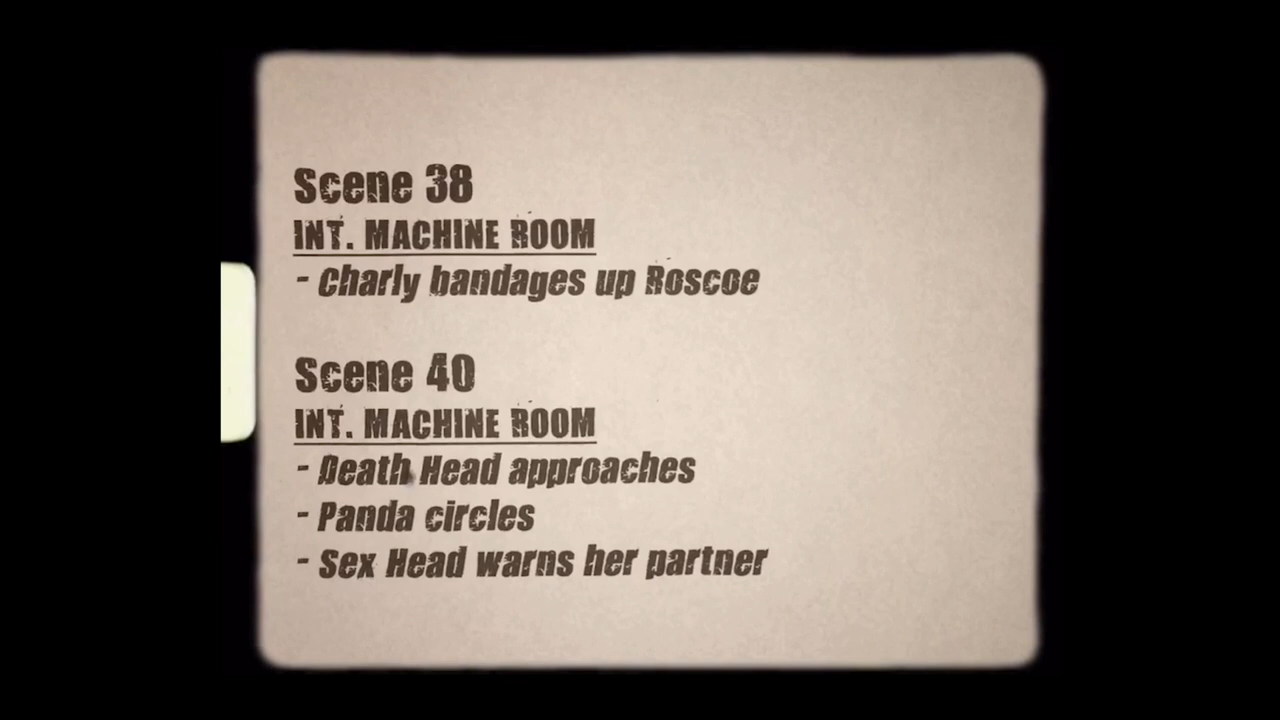 Scene 38
INT. MACHINE ROOM
- Charly bandages up Roscoe
Scene 40
INT. MACHINE ROOM
- Death Head approaches
- Panda circles
- Sex Head warns her partner